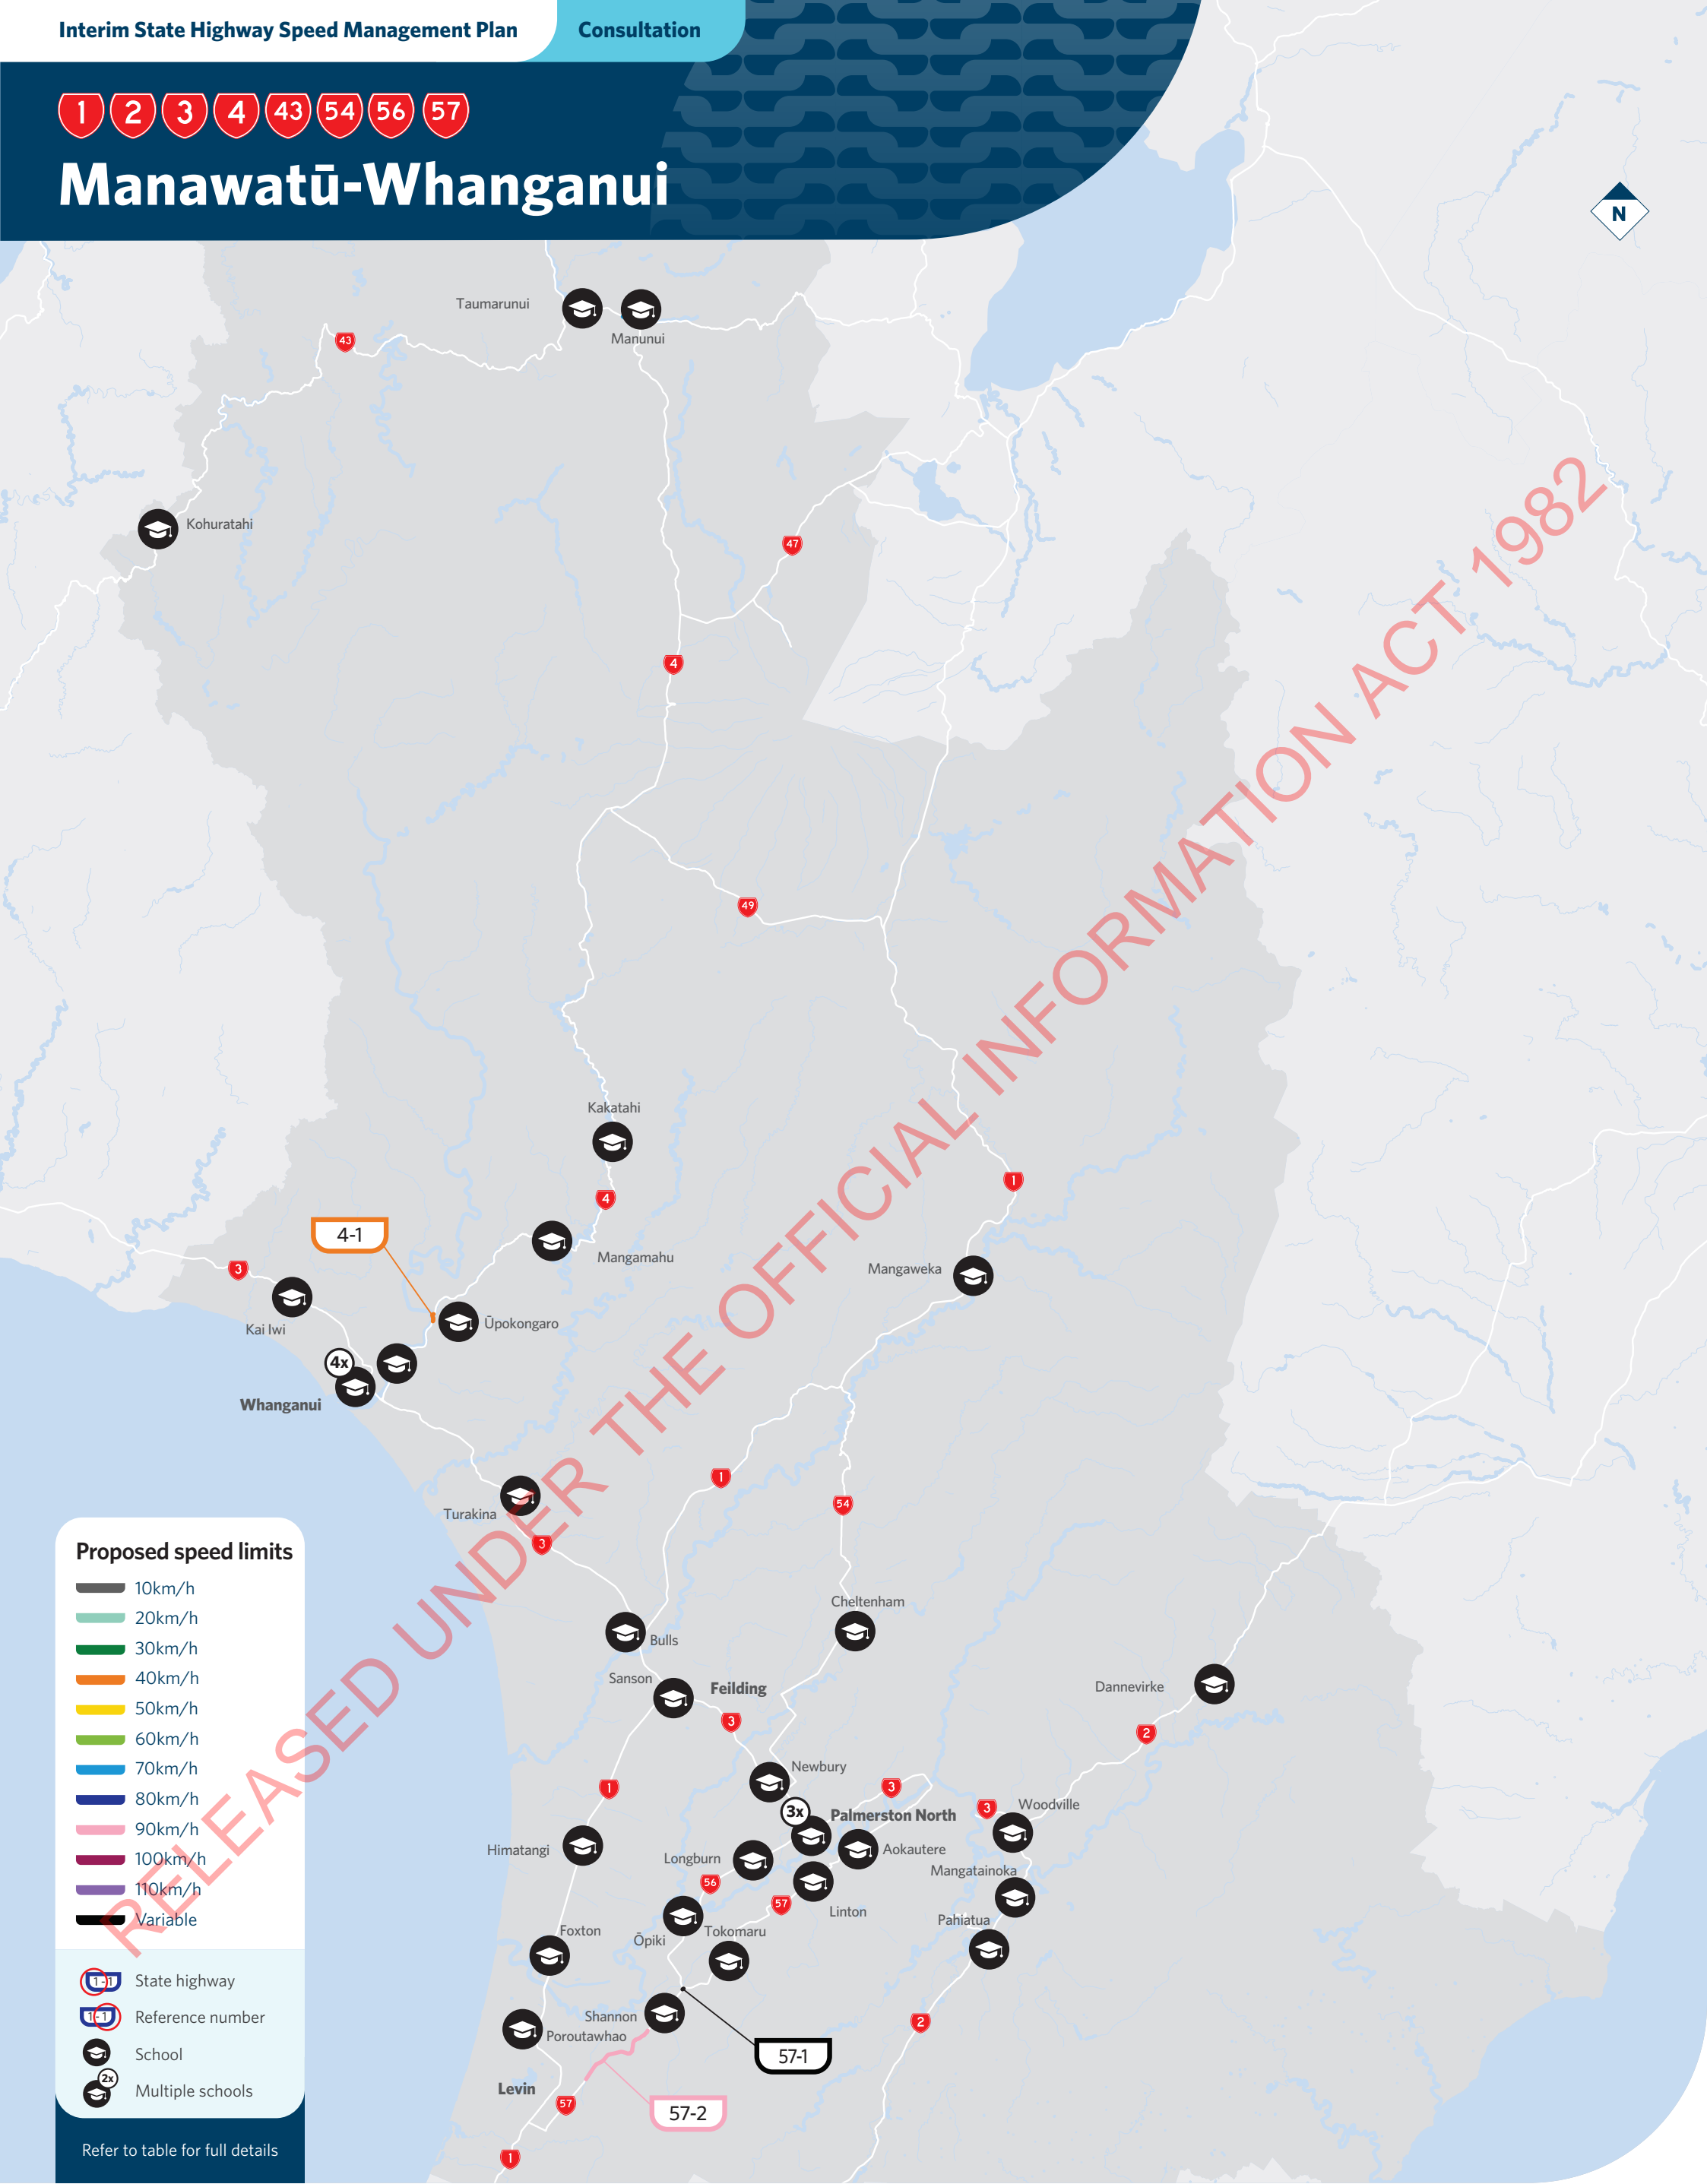 Interim State Highway Speed Management Plan
Consultation
1 2 3 4 43 54 56 57
Manawatū-Whanganui
N
Taumarunui
Manunui
43
Kohuratahi
47
4
49
Kakatahi
4
1
4-1
Mangamahu
3
Mangaweka
Kai Iwi
Ūpokongaro
4x
Whanganui
1
54
Turakina
3
Cheltenham
Bulls
Sanson
Feilding
Dannevirke
3
2
Newbury
1
3
3
Woodville
3x
Palmerston North
Himatangi
Longburn
Aokautere
Mangatainoka
56
57
Linton
Pahiatua
Foxton
Ōpiki
Tokomaru
Shannon
Poroutawhao
2
57-1
Levin
57
57-2
1
Proposed speed limits
10km/h
20km/h
30km/h
40km/h
50km/h
60km/h
70km/h
80km/h
90km/h
100km/h
110km/h
Variable
1-1 State highway
1-1 Reference number
School
2x
Multiple schools
Refer to table for full details
RELEASED UNDER THE OFFICIAL INFORMATION ACT 1982